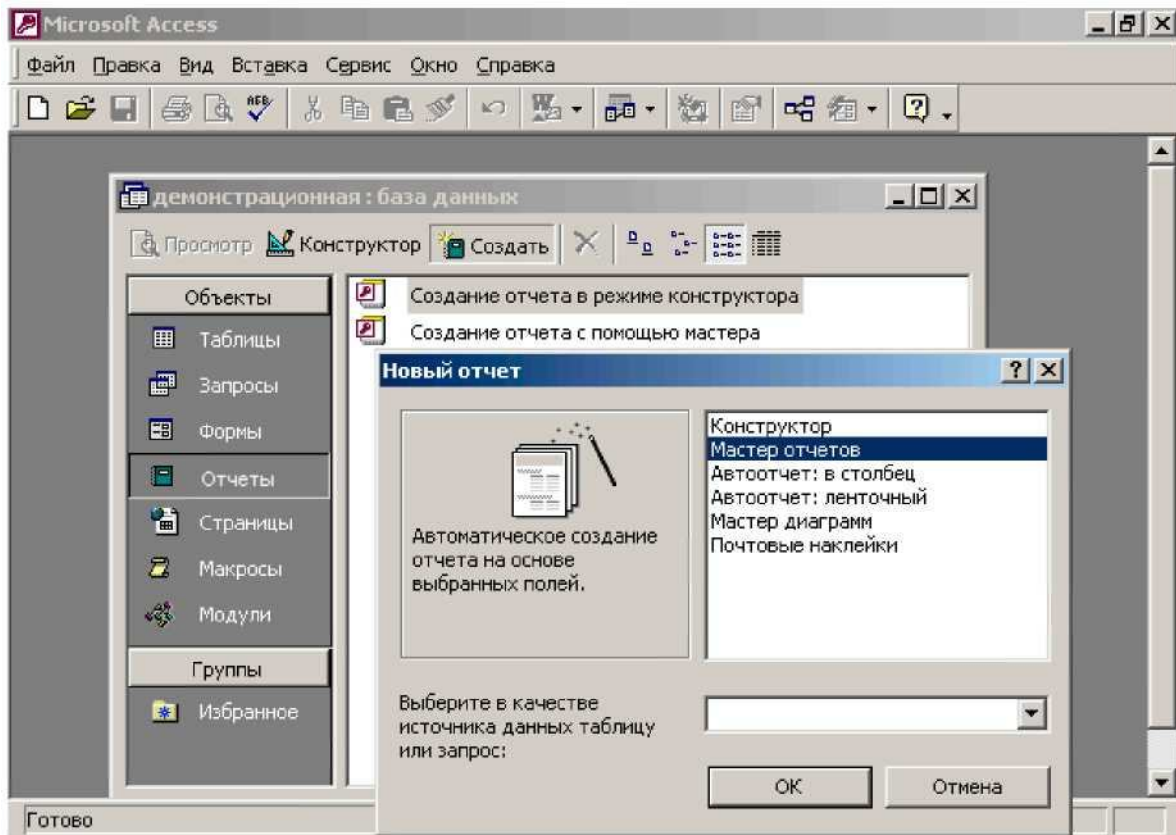 Microsoft Access
Файл Правка Вид Вставка Сервис Окно Справка
демонстрационная : база данных
Просмотр Конструктор Создать
Объекты
Таблицы
Запросы
Формы
Отчеты
Страницы
Макросы
Модули
Группы
Избранное
Создание отчета в режиме конструктора
Создание отчета с помощью мастера
Новый отчет
Автоматическое создание
отчета на основе
выбранных полей.
Конструктор
Мастер отчетов
Автоотчет: в столбец
Автоотчет: ленточный
Мастер диаграмм
Почтовые наклейки
Выберите в качестве
источника данных таблицу
или запрос:
ОК Отмена
Готово